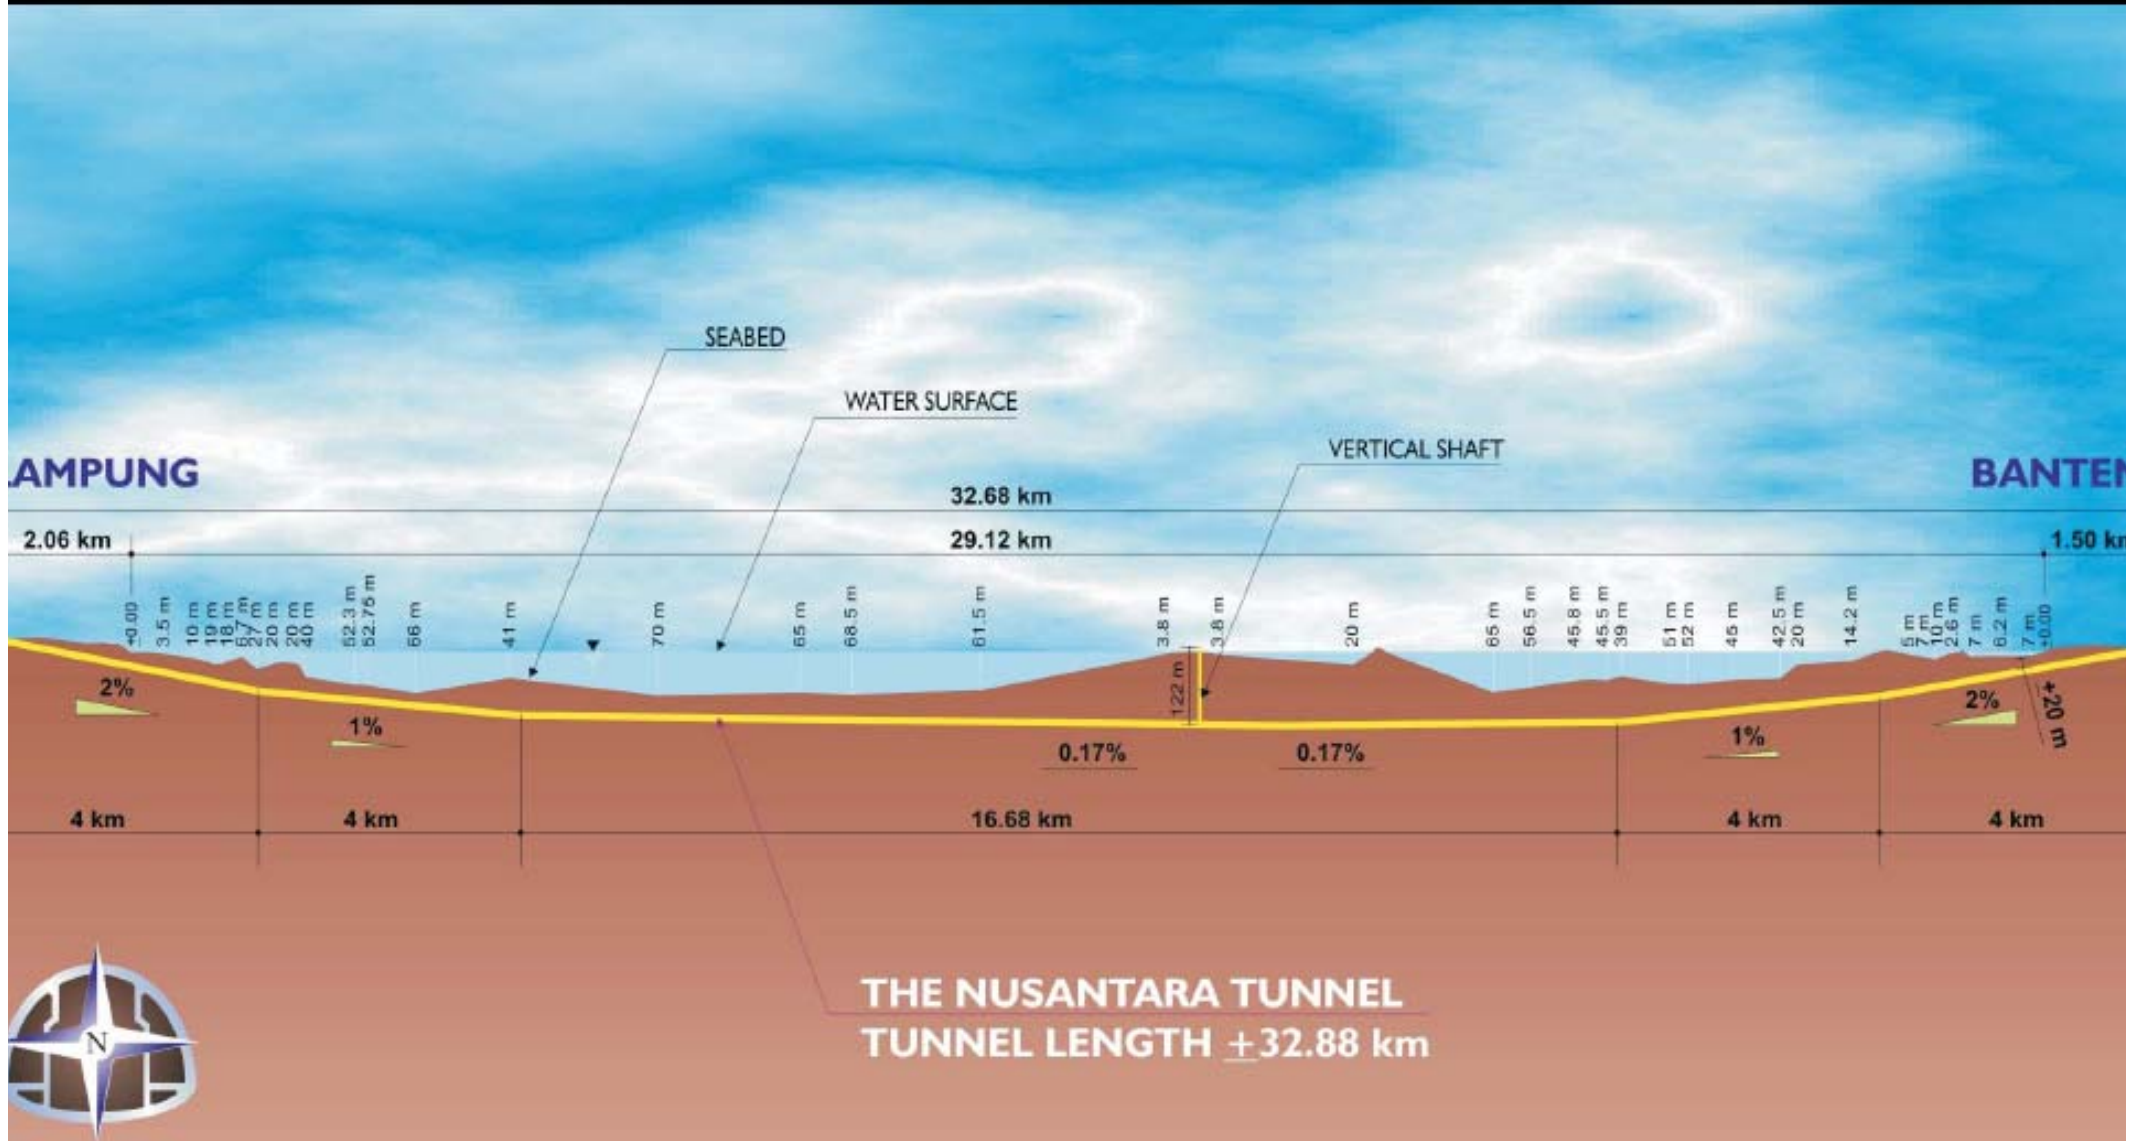 SEABED
WATER SURFACE
VERTICAL SHAFT
AMPUNG
BANTEN
32.68 km
2.06 km
29.12 km
1.50 km
+0.00
3.5 m
10 m
19 m
18 m
27 m
20 m
20 m
40 m
52.3 m
52.75 m
66 m
41 m
70 m
65 m
68.5 m
61.5 m
3.8 m
3.8 m
20 m
65 m
56.5 m
45.8 m
45.5 m
39 m
51 m
52 m
45 m
42.5 m
20 m
14.2 m
5 m
7 m
10 m
2.6 m
7 m
6.2 m
7 m
±0.00
122 m
2%
1%
0.17%
0.17%
1%
2%
±20 m
4 km
4 km
16.68 km
4 km
4 km
THE NUSANTARA TUNNEL
TUNNEL LENGTH ±32.88 km
N